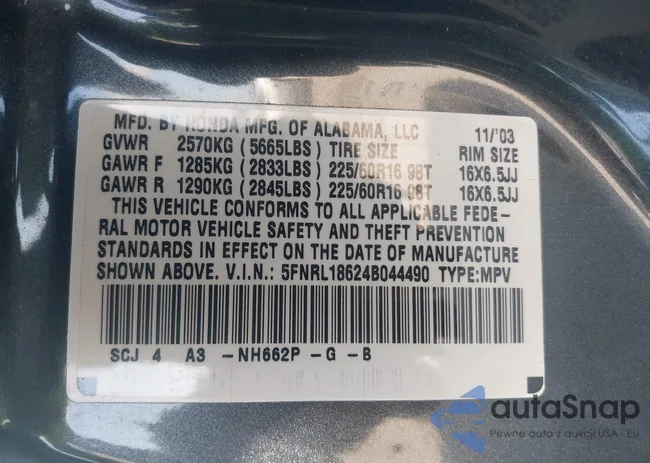 MFD. BY HONDA MFG. OF ALABAMA, LLC 11/'03
GVWR 2570KG (5665LBS) TIRE SIZE RIM SIZE
GAWR F 1285KG (2833LBS) 225/60R16 98T 16X6.5JJ
GAWR R 1290KG (2845LBS) 225/60R16 98T 16X6.5JJ
THIS VEHICLE CONFORMS TO ALL APPLICABLE FEDE-
RAL MOTOR VEHICLE SAFETY AND THEFT PREVENTION
STANDARDS IN EFFECT ON THE DATE OF MANUFACTURE
SHOWN ABOVE. V.I.N.: 5FNRL18624B044490 TYPE:MPV
SCJ 4 A3 -NH662P -G -B
autaSnap
Pewne auta z aukcji USA i EU